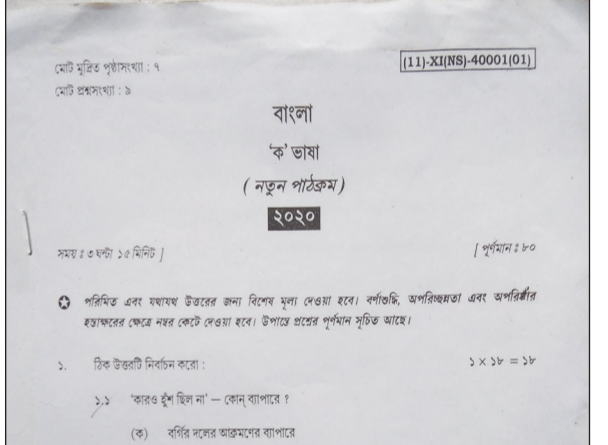 মোট মুদ্রিত পৃষ্ঠাসংখ্যা : ৭
(11)-XI(NS)-40001(01)
মোট প্রশ্নসংখ্যা : ৯
বাংলা
‘ক’ ভাষা
( নতুন পাঠক্রম )
২০২০
সময় : ৩ ঘন্টা ১৫ মিনিট ]
[ পূর্ণমান : ৮০
পরিমিত এবং যথাযথ উত্তরের জন্য বিশেষ মূল্য দেওয়া হবে। বর্ণাশুদ্ধি, অপরিচ্ছন্নতা এবং অপরিষ্কার
হস্তাক্ষরের ক্ষেত্রে নম্বর কেটে নেওয়া হবে। উপান্তে প্রশ্নের পূর্ণমান সূচিত আছে।
১. ঠিক উত্তরটি নির্বাচন করো : ১ × ১৮ = ১৮
১.১ ‘কারও হুঁশ ছিল না’ — কোন্ ব্যাপারে ?
(ক) বর্গির দলের আক্রমণের ব্যাপারে